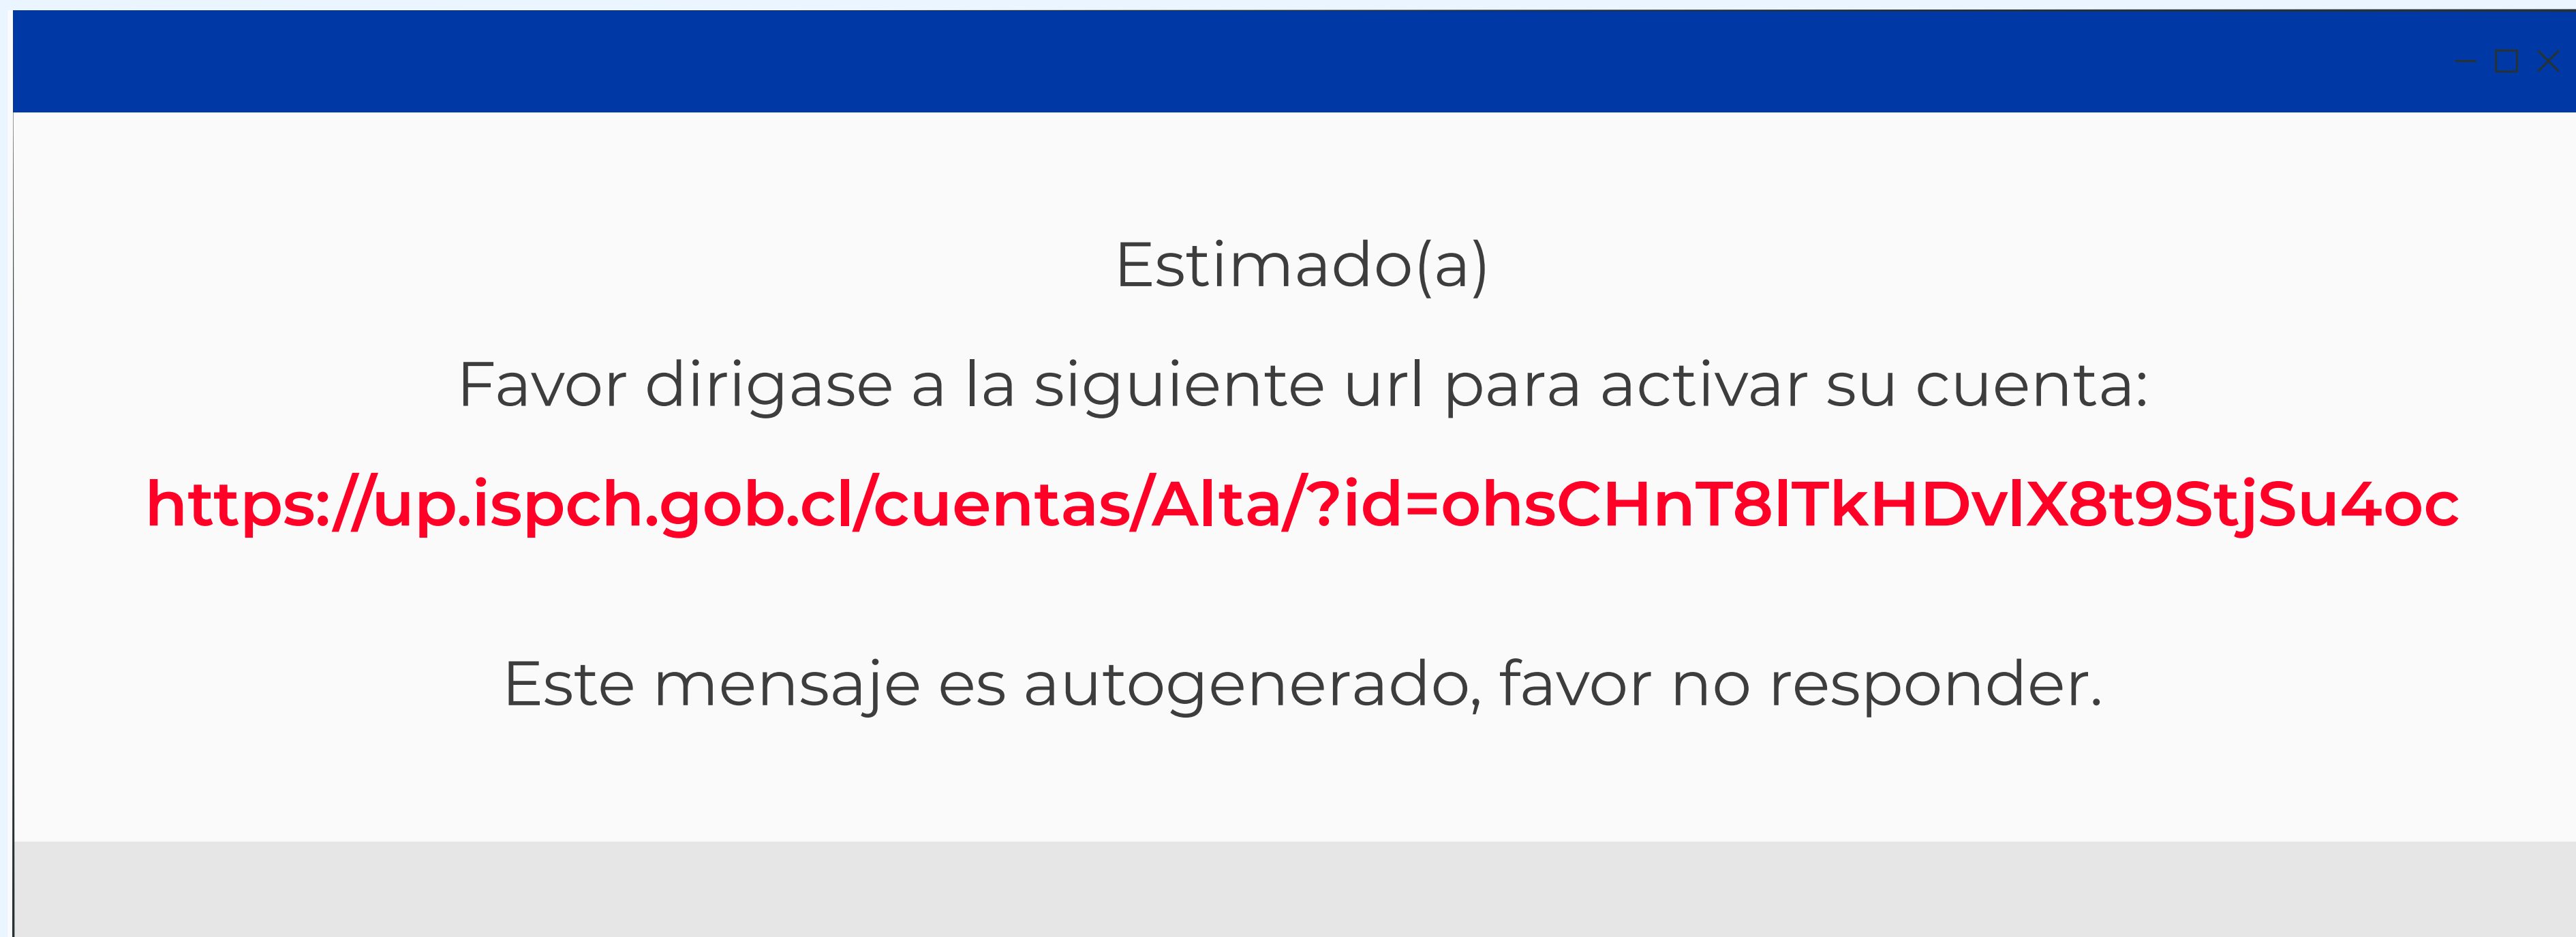 Estimado(a)
Favor dirigase a la siguiente url para activar su cuenta:
https://up.ispch.gob.cl/cuentas/Alta/?id=ohsCHnT8lTkHDvlX8t9StjSu4oc
Este mensaje es autogenerado, favor no responder.